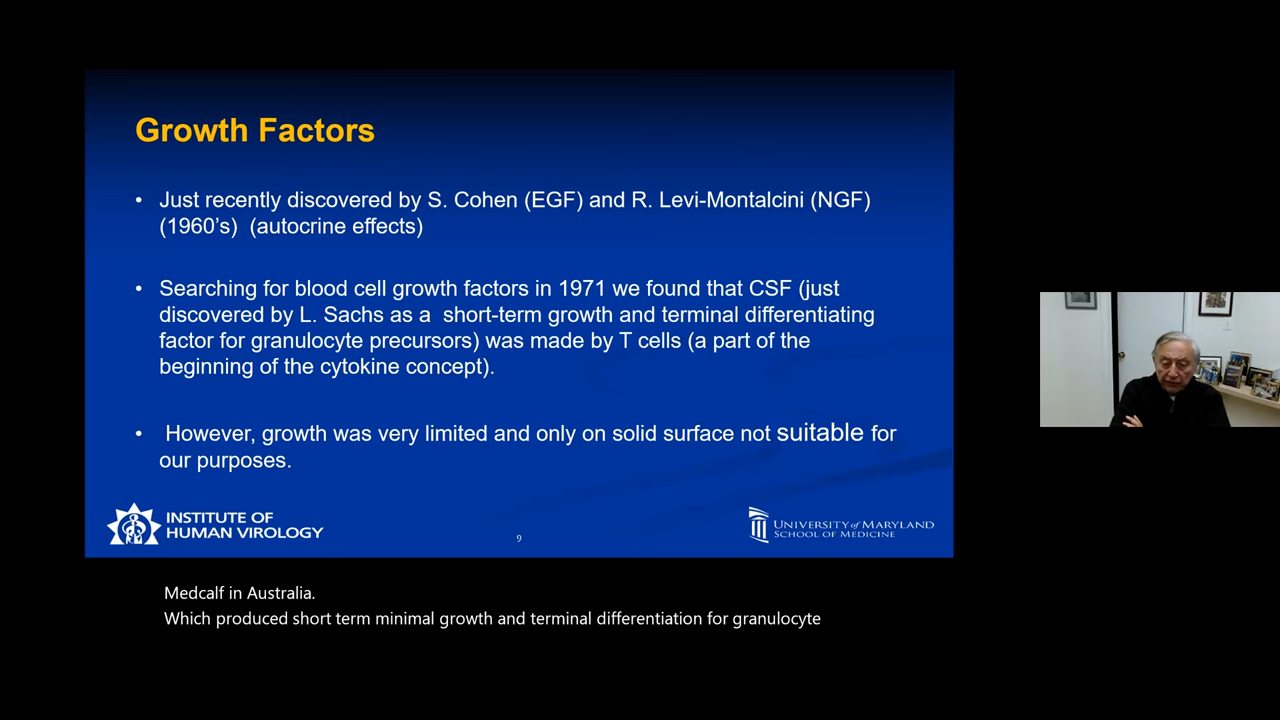 Growth Factors
• Just recently discovered by S. Cohen (EGF) and R. Levi-Montalcini (NGF)
(1960’s)  (autocrine effects)
• Searching for blood cell growth factors in 1971 we found that CSF (just
discovered by L. Sachs as a  short-term growth and terminal differentiating
factor for granulocyte precursors) was made by T cells (a part of the
beginning of the cytokine concept).
• However, growth was very limited and only on solid surface not suitable for
our purposes.
INSTITUTE OF
HUMAN VIROLOGY
9
UNIVERSITY of MARYLAND
SCHOOL OF MEDICINE
Medcalf in Australia.
Which produced short term minimal growth and terminal differentiation for granulocyte